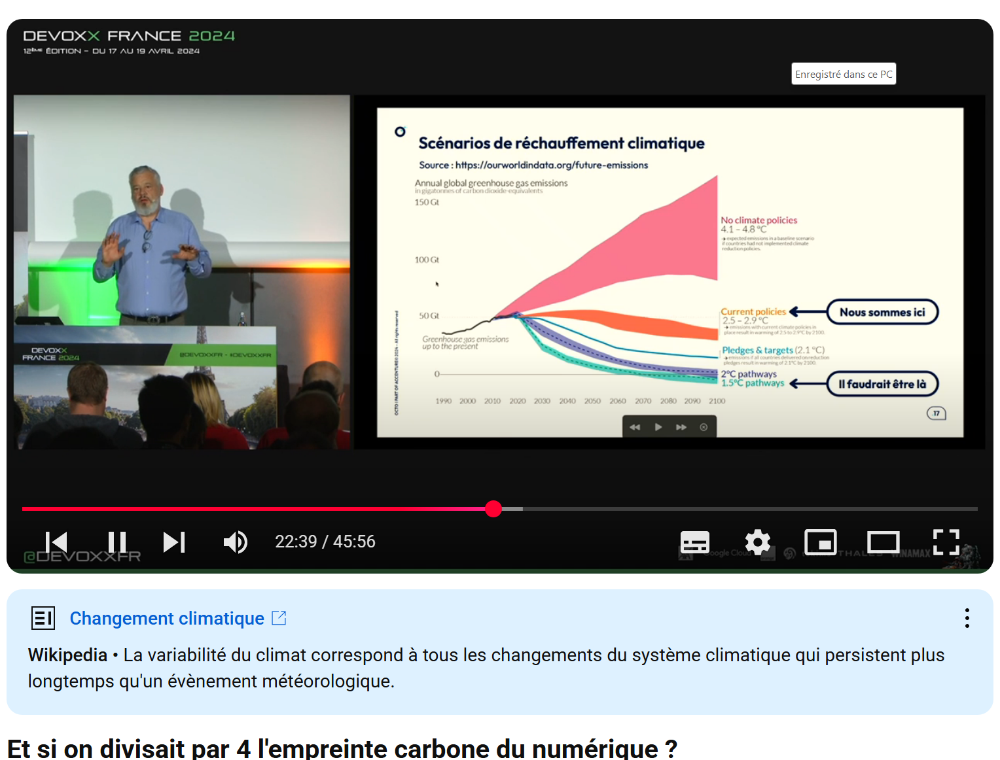 DEVOXX FRANCE 2024
12ème ÉDITION – DU 17 AU 19 AVRIL 2024
Enregistré dans ce PC
Scénarios de réchauffement climatique
Source : https://ourworldindata.org/future-emissions
Annual global greenhouse gas emissions
in gigatonnes of carbon dioxide-equivalents
150 Gt
100 Gt
50 Gt
0
Greenhouse gas emissions
up to the present
No climate policies
4.1 – 4.8 °C
→ expected emissions in a baseline scenario
if countries had not implemented climate
reduction policies.
Current policies
2.5 – 2.9 °C
→ emissions with current climate policies in
place result in warming of 2.5 to 2.9°C by 2100.
Nous sommes ici
Pledges & targets (2.1 °C)
→ emissions if all countries delivered on reduction
pledges result in warming of 2.1°C by 2100.
2°C pathways
1.5°C pathways
Il faudrait être là
1990 2000 2010 2020 2030 2040 2050 2060 2070 2080 2090 2100
OCTO | PART OF ACCENTURE © 2024 - All rights reserved
17
DEVOXX
FRANCE 2024
@DEVOXXFR - #DEVOXXFR
22:39 / 45:56
@DEVOXXFR
Google Cloud
THALES
WINAMAX
Changement climatique
Wikipedia • La variabilité du climat correspond à tous les changements du système climatique qui persistent plus
longtemps qu'un évènement météorologique.
Et si on divisait par 4 l'empreinte carbone du numérique ?